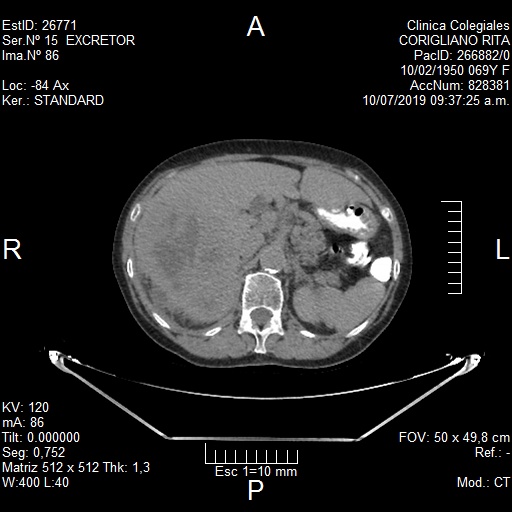 EstID: 26771
Ser.Nº 15 EXCRETOR
Ima.Nº 86
Loc: -84 Ax
Ker.: STANDARD
A
Clinica Colegiales
CORIGLIANO RITA
PacID: 266882/0
10/02/1950 069Y F
AccNum: 828381
10/07/2019 09:37:25 a.m.
R
L
KV: 120
mA: 86
Tilt: 0.000000
Seg: 0,752
Matriz 512 x 512 Thk: 1,3
W:400 L:40
Esc 1=10 mm
P
FOV: 50 x 49,8 cm
Ref.: -
Mod.: CT